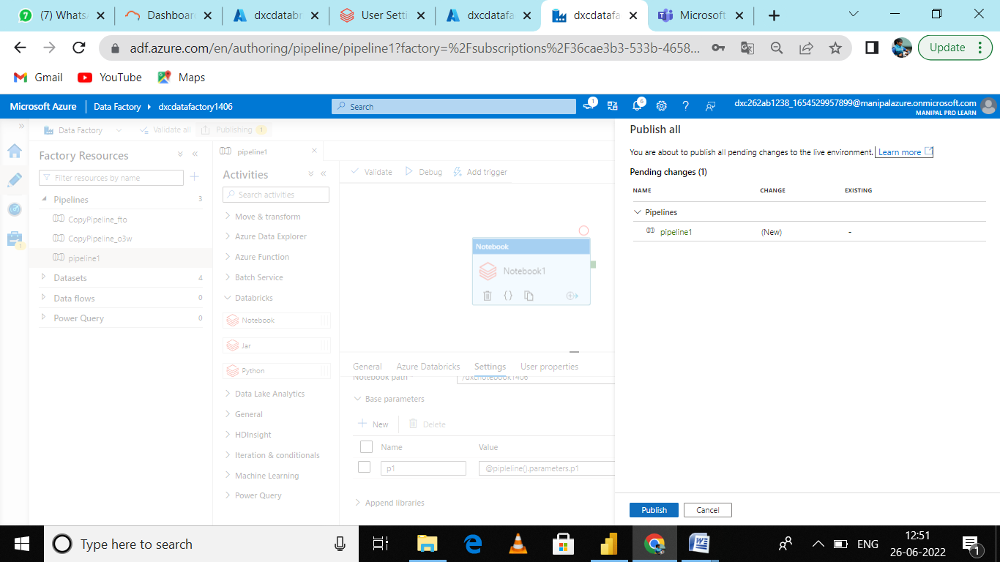 (7) Whats
Dashboar
dxcdatabr
User Setti
dxcdatafa
dxcdatafa
Microsoft
adf.azure.com/en/authoring/pipeline/pipeline1?factory=%2Fsubscriptions%2F36cae3b3-533b-4658...
Update
Gmail
YouTube
Maps
Microsoft Azure
Data Factory
dxcdatafactory1406
Search
1
6
dxc262ab1238_1654529957899@manipalazure.onmicrosoft.com
MANIPAL PRO LEARN
Data Factory
Validate all
Publishing 1
Factory Resources
Filter resources by name
Pipelines 3
CopyPipeline_fto
CopyPipeline_o3w
pipeline1
Datasets 4
Data flows 0
Power Query 0
1
pipeline1
Activities
Search activities
Move & transform
Azure Data Explorer
Azure Function
Batch Service
Databricks
Notebook
Jar
Python
Data Lake Analytics
General
HDInsight
Iteration & conditionals
Machine Learning
Power Query
Validate
Debug
Add trigger
Notebook
Notebook1
General
Azure Databricks
Settings
User properties
Notebook path
/dxcnotebook1406
Base parameters
New
Delete
Name
Value
p1
@pipleline().parameters.p1
Append libraries
Publish all
You are about to publish all pending changes to the live environment. Learn more
Pending changes (1)
NAME CHANGE EXISTING
Pipelines
pipeline1 (New) -
Publish
Cancel
Type here to search
ENG
12:51
26-06-2022
1